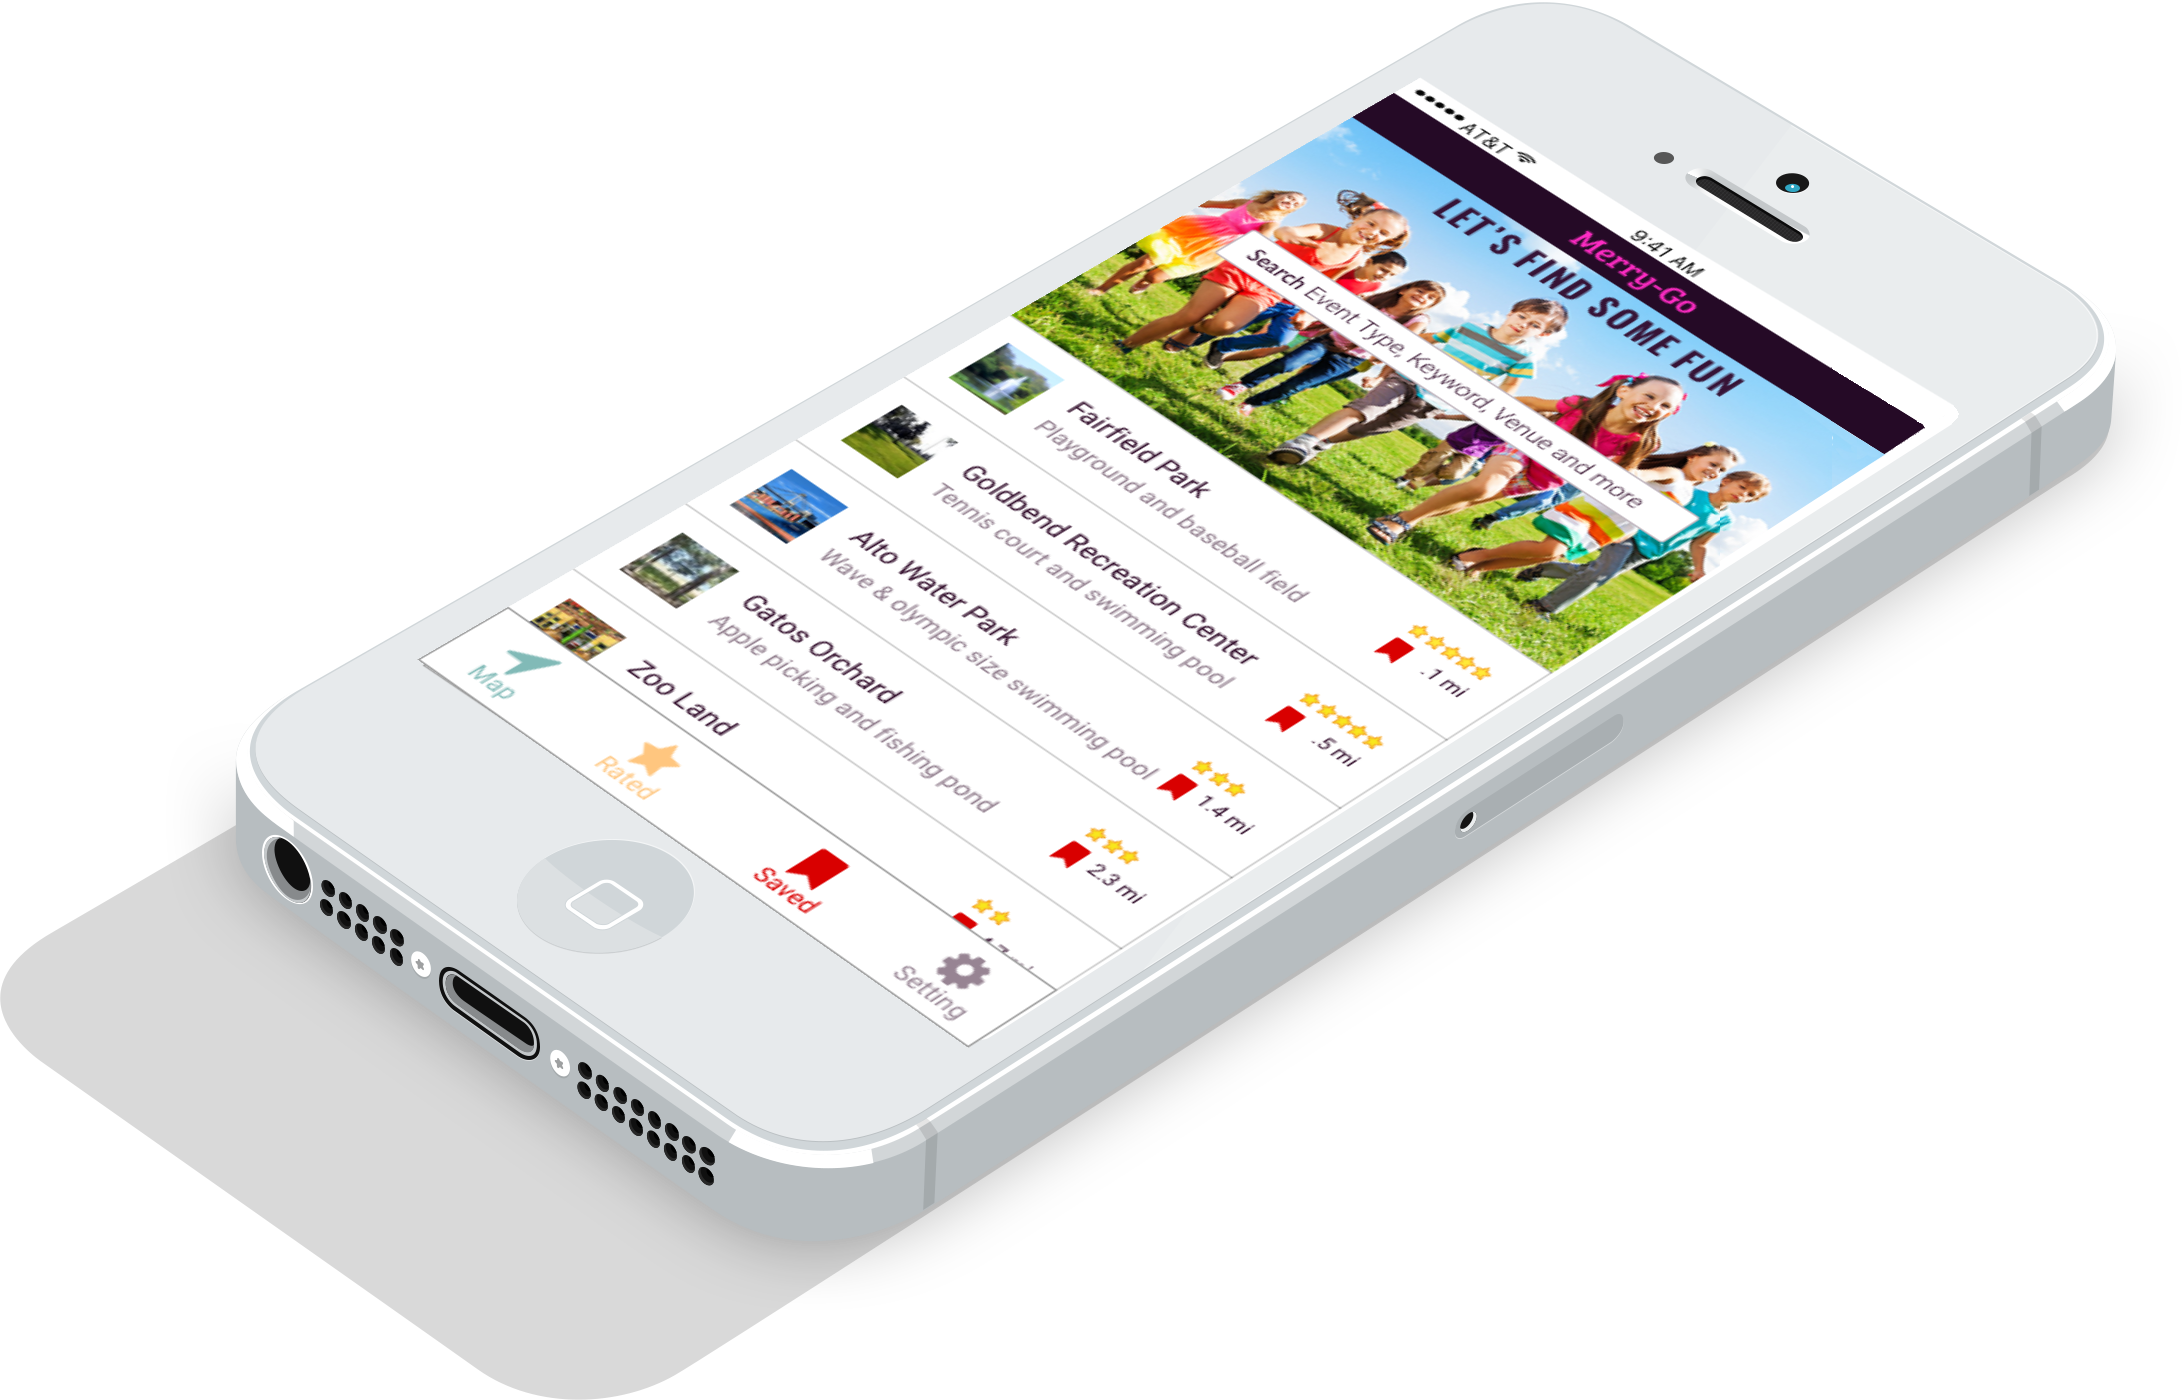 AT&T
9:41 AM
Merry-Go
LET'S FIND SOME FUN
Search Event Type, Keyword, Venue and more
Fairfield Park
Playground and baseball field
.1 mi
Goldbend Recreation Center
Tennis court and swimming pool
.5 mi
Alto Water Park
Wave & olympic size swimming pool
1.4 mi
Gatos Orchard
Apple picking and fishing pond
2.3 mi
Zoo Land
Map
Rated
Saved
Setting